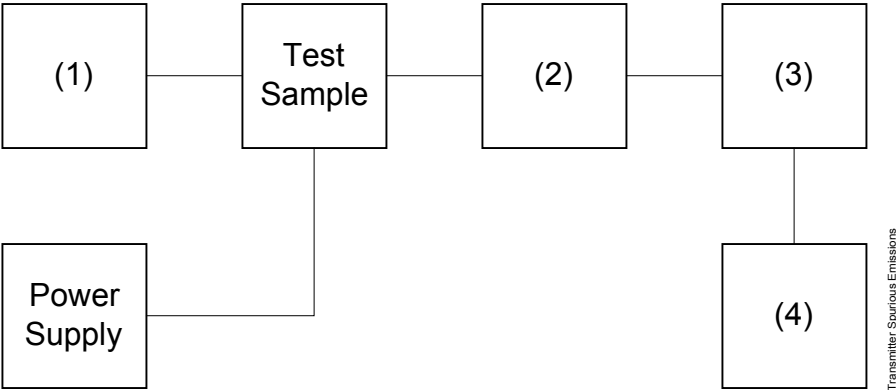 (1)
Test
Sample
(2)
(3)
Power
Supply
(4)
Transmitter Spurious Emissions